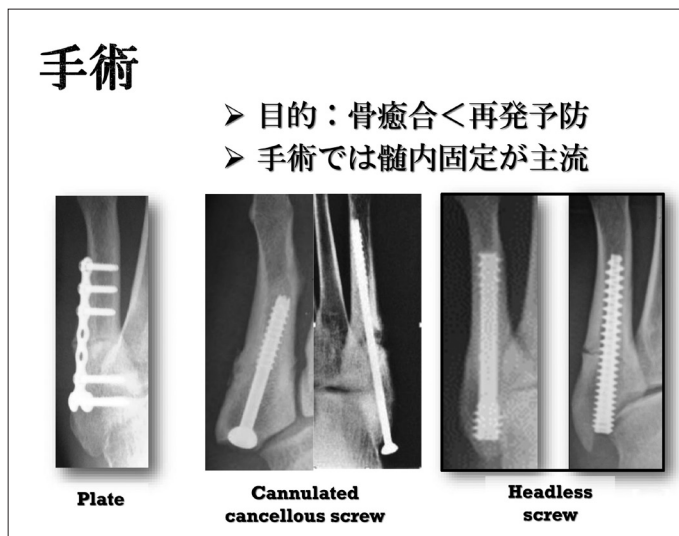 手術
➢ 目的：骨癒合＜再発予防
➢ 手術では髄内固定が主流
Plate
Cannulated
cancellous screw
Headless
screw